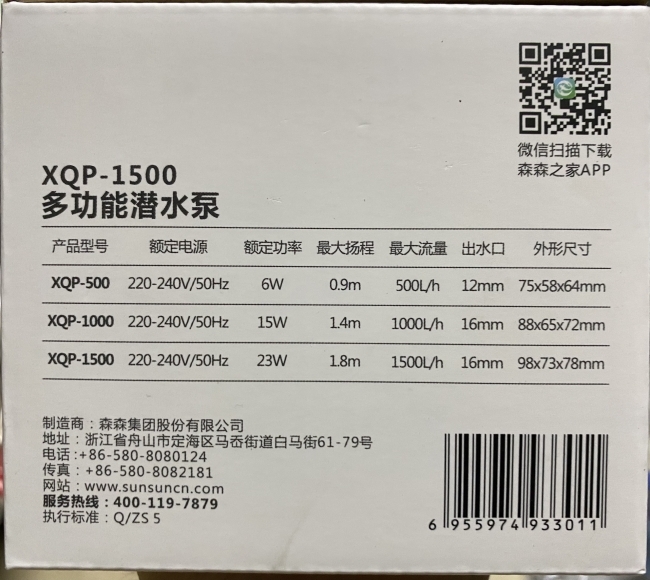 微信扫描下载
森森之家APP
XQP-1500
多功能潜水泵
产品型号 额定电源 额定功率 最大扬程 最大流量 出水口 外形尺寸
XQP-500 220-240V/50Hz 6W 0.9m 500L/h 12mm 75x58x64mm
XQP-1000 220-240V/50Hz 15W 1.4m 1000L/h 16mm 88x65x72mm
XQP-1500 220-240V/50Hz 23W 1.8m 1500L/h 16mm 98x73x78mm
制造商：森森集团股份有限公司
地址：浙江省舟山市定海区马岙街道白马街61-79号
电话:+86-580-8080124
传真：+86-580-8082181
网站：www.sunsuncn.com
服务热线：400-119-7879
执行标准：Q/ZS 5
6 955974 933011